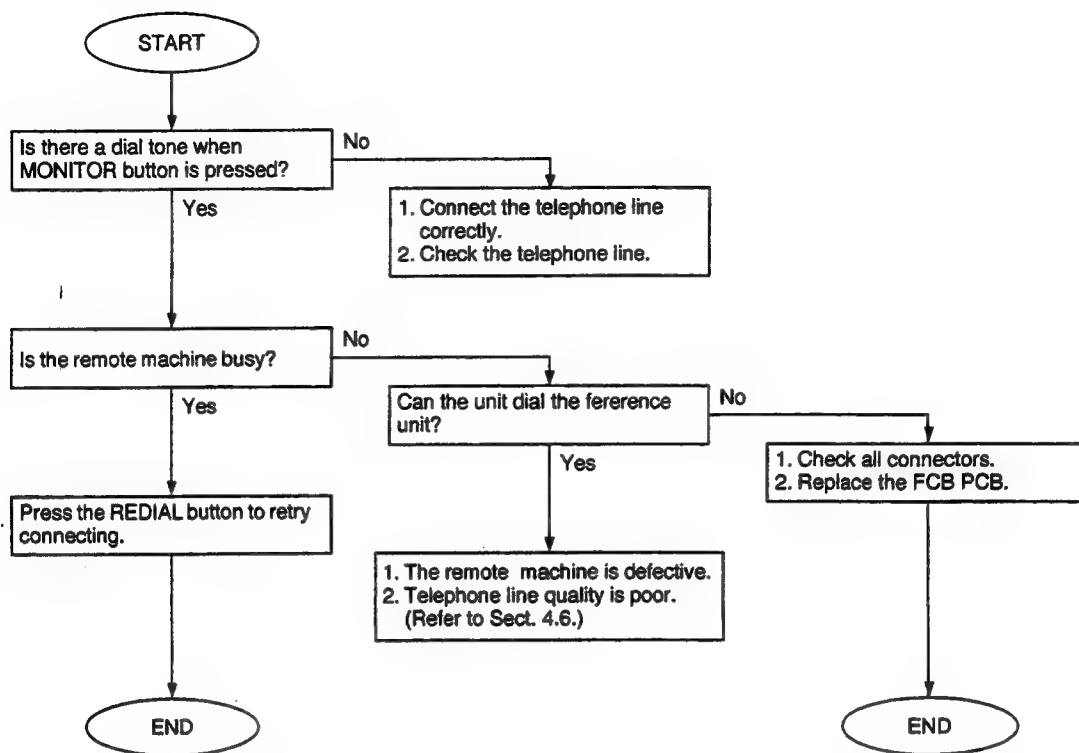 START
Is there a dial tone when
MONITOR button is pressed?
No
Yes
1. Connect the telephone line
correctly.
2. Check the telephone line.
Is the remote machine busy?
No
Yes
Can the unit dial the ference
unit?
No
Yes
1. Check all connectors.
2. Replace the FCB PCB.
Press the REDIAL button to retry
connecting.
1. The remote machine is defective.
2. Telephone line quality is poor.
(Refer to Sect. 4.6.)
END
END